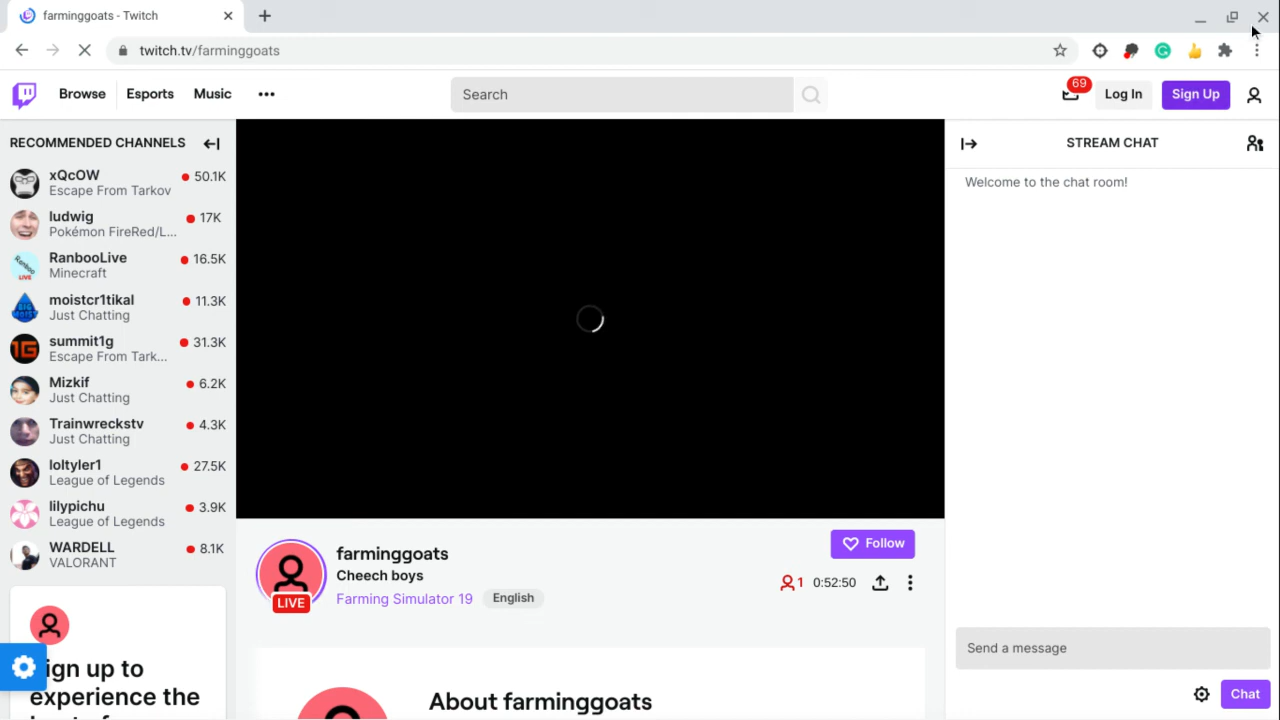 farminggoats - Twitch
twitch.tv/farminggoats
Browse
Esports
Music
Search
69
Log In
Sign Up
RECOMMENDED CHANNELS
xQcOW
50.1K
Escape From Tarkov
ludwig
17K
Pokémon FireRed/L...
RanbooLive
16.5K
Minecraft
moistcr1tikal
11.3K
Just Chatting
summit1g
31.3K
Escape From Tark...
Mizkif
6.2K
Just Chatting
Trainwreckstv
4.3K
Just Chatting
loltyler1
27.5K
League of Legends
lilypichu
3.9K
League of Legends
WARDELL
8.1K
VALORANT
ign up to
experience the
farminggoats
Cheech boys
Farming Simulator 19
English
LIVE
Follow
1
0:52:50
About farminggoats
STREAM CHAT
Welcome to the chat room!
Send a message
Chat